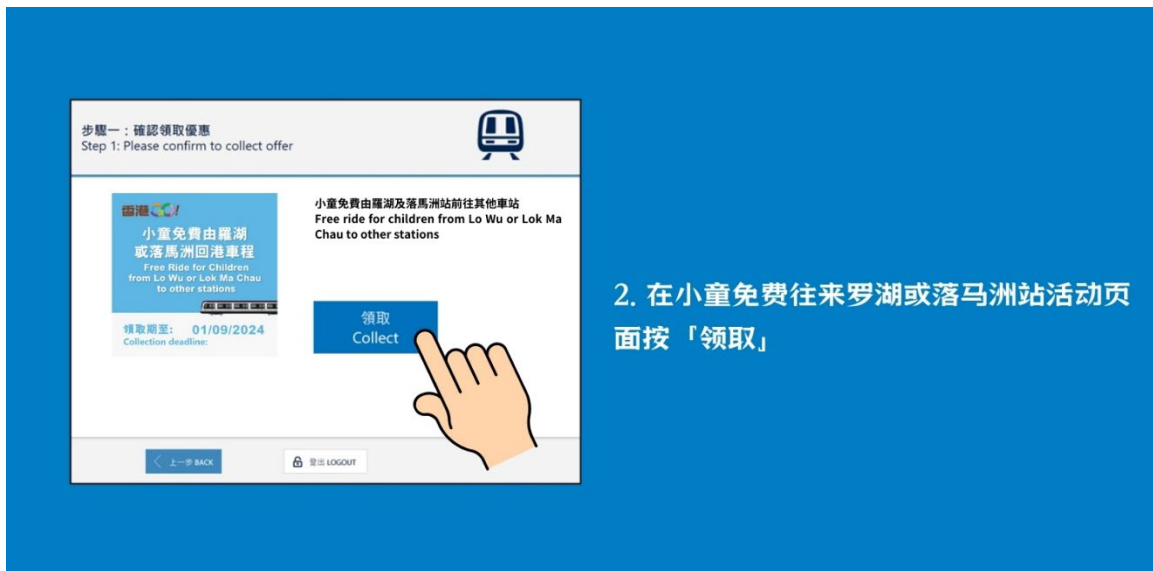 步驟一：確認領取優惠
Step 1: Please confirm to collect offer
香港GO!
小童免費由羅湖
或落馬洲回港車程
Free Ride for Children
from Lo Wu or Lok Ma Chau
to other stations
領取期至： 01/09/2024
Collection deadline:
小童免費由羅湖及落馬洲站前往其他車站
Free ride for children from Lo Wu or Lok Ma
Chau to other stations
領取
Collect
上一步 BACK
登出 LOGOUT
2. 在小童免费往来罗湖或落马洲站活动页
面按「领取」